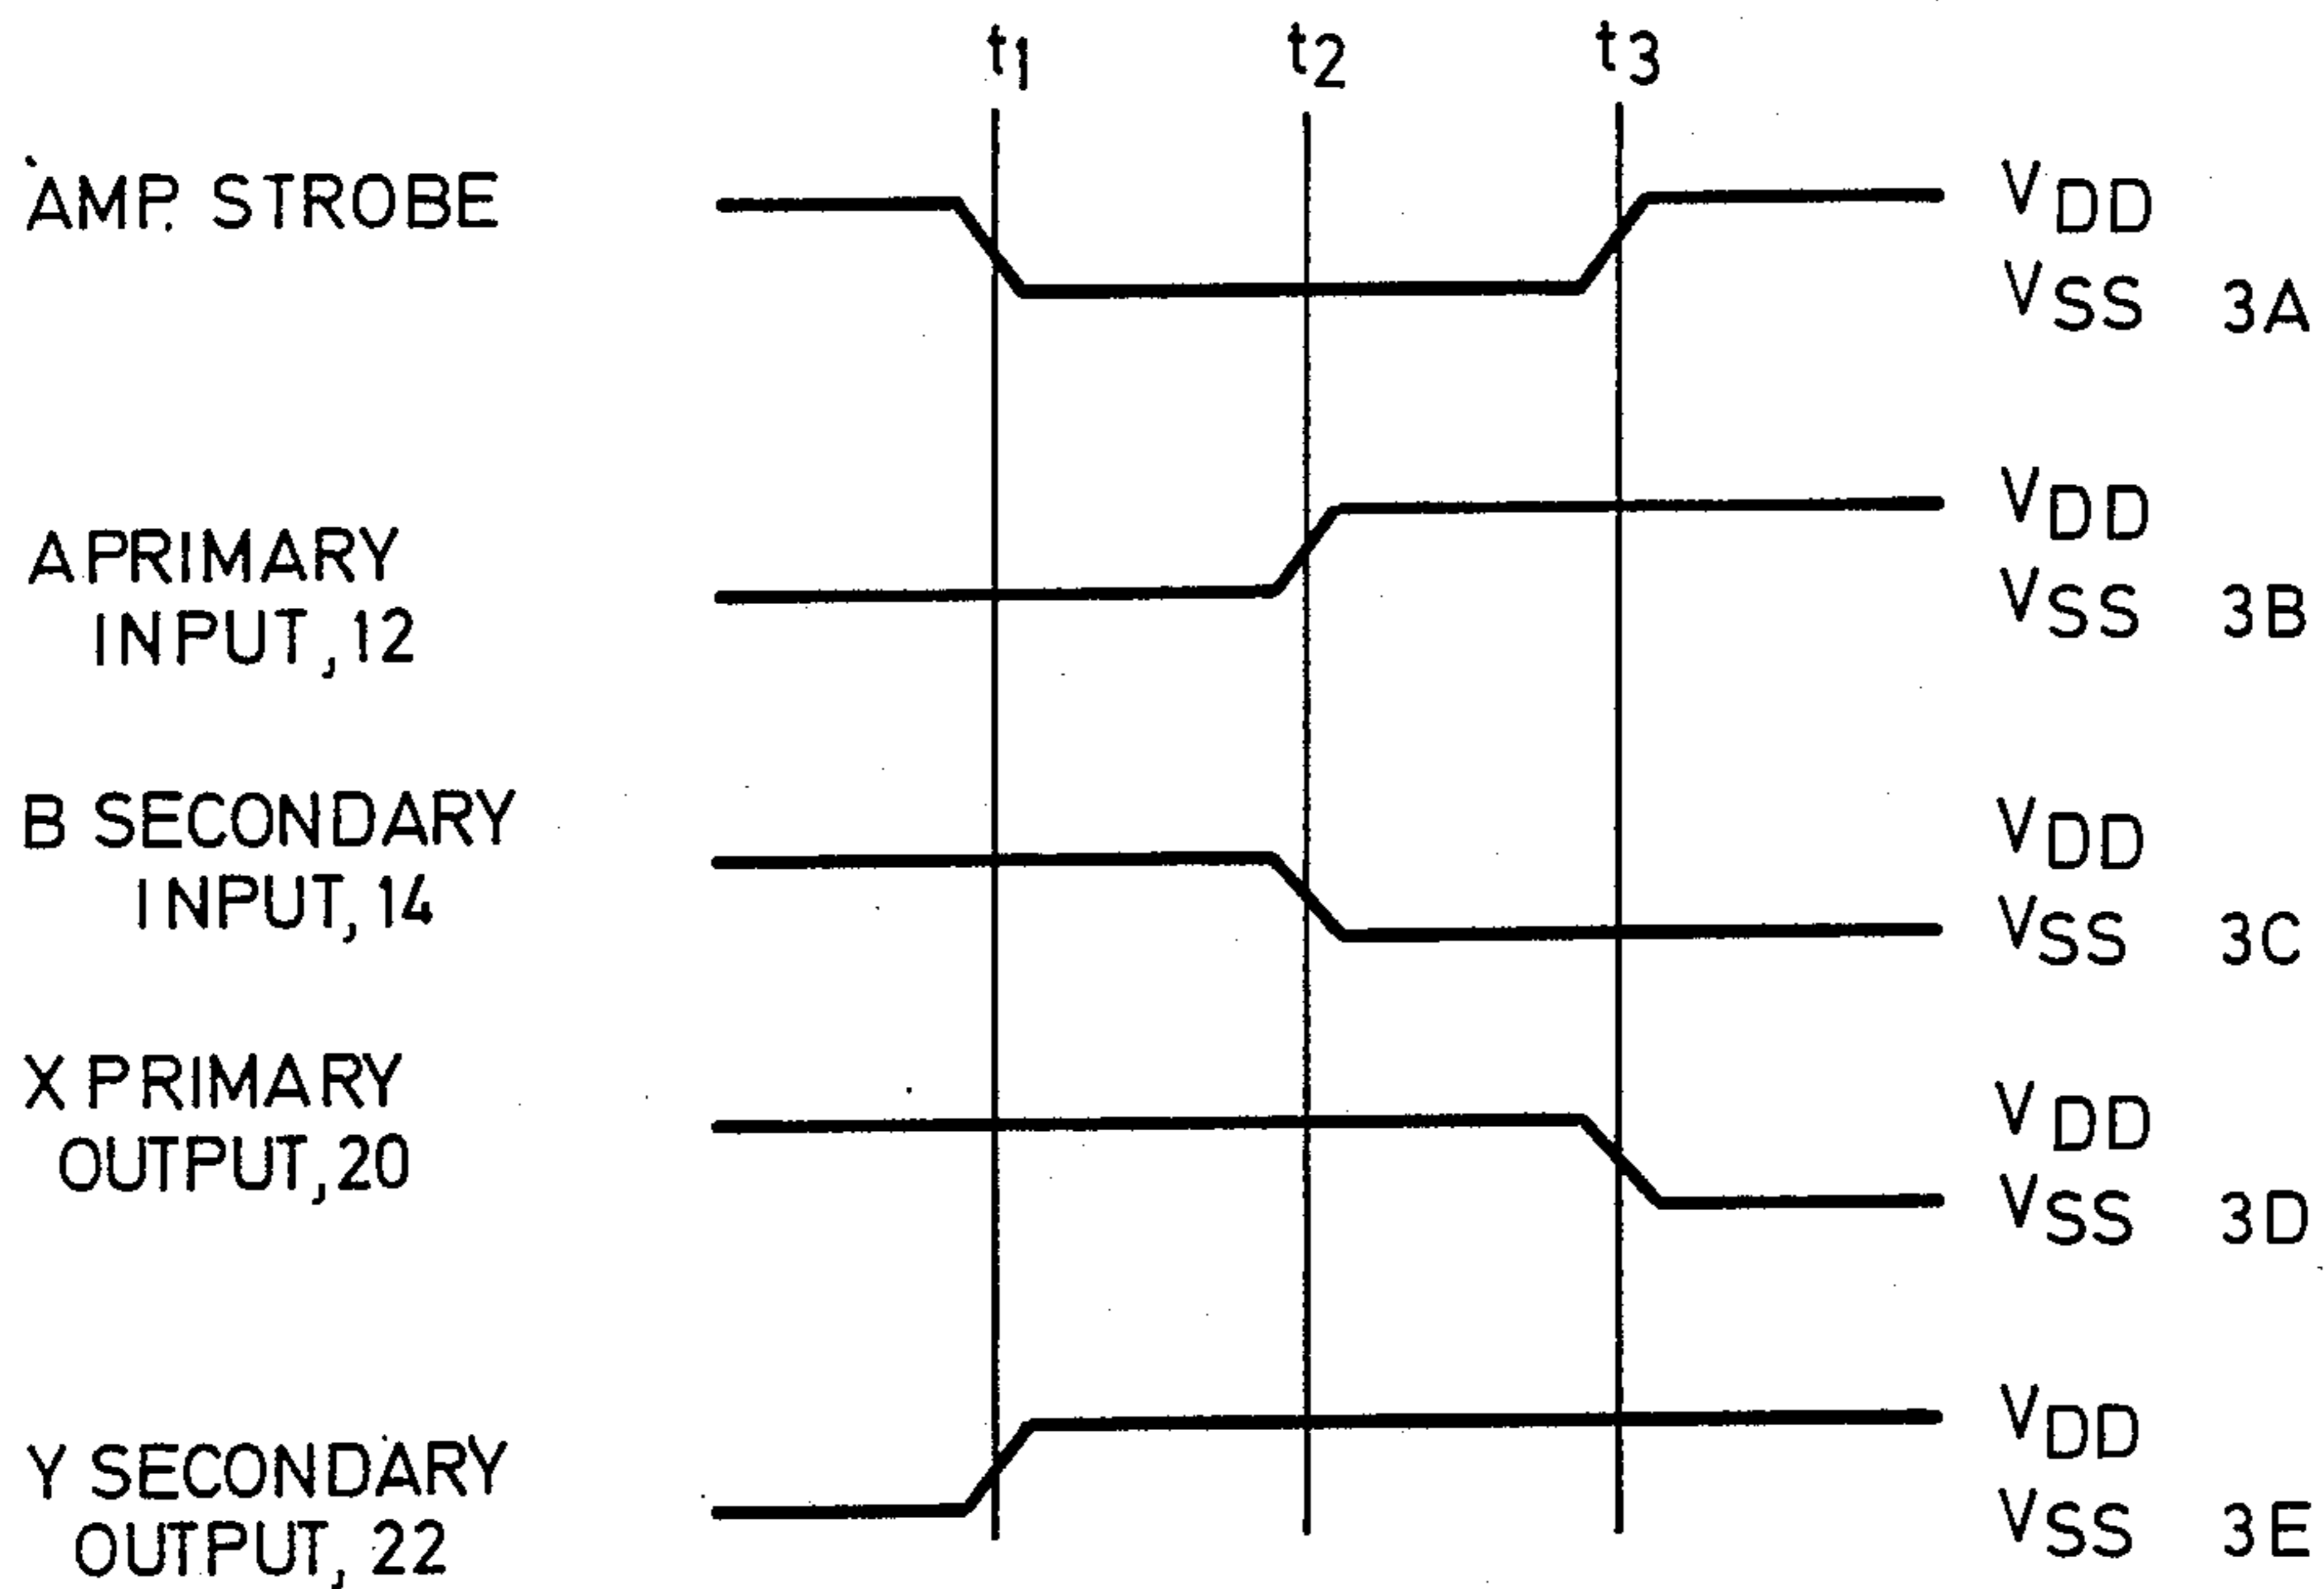 t1 t2 t3
AMP. STROBE VDD
VSS 3A
A PRIMARY VDD
INPUT, 12 VSS 3B
B SECONDARY VDD
INPUT, 14 VSS 3C
X PRIMARY VDD
OUTPUT, 20 VSS 3D
Y SECONDARY VDD
OUTPUT, 22 VSS 3E